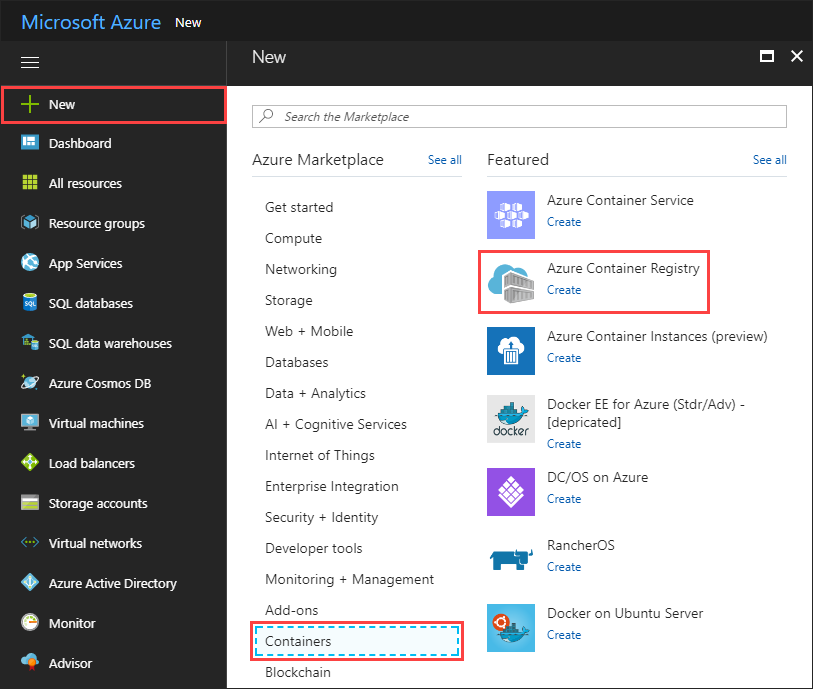 Microsoft Azure New
New
New
Dashboard
All resources
Resource groups
App Services
SQL
SQL databases
SQL data warehouses
Azure Cosmos DB
Virtual machines
Load balancers
Storage accounts
Virtual networks
Azure Active Directory
Monitor
Advisor
Search the Marketplace
Azure Marketplace See all
Get started
Compute
Networking
Storage
Web + Mobile
Databases
Data + Analytics
AI + Cognitive Services
Internet of Things
Enterprise Integration
Security + Identity
Developer tools
Monitoring + Management
Add-ons
Containers
Blockchain
Featured See all
Azure Container Service
Create
Azure Container Registry
Create
Azure Container Instances (preview)
Create
docker
Docker EE for Azure (Stdr/Adv) -
[depricated]
Create
DC/OS on Azure
Create
RancherOS
Create
Docker on Ubuntu Server
Create